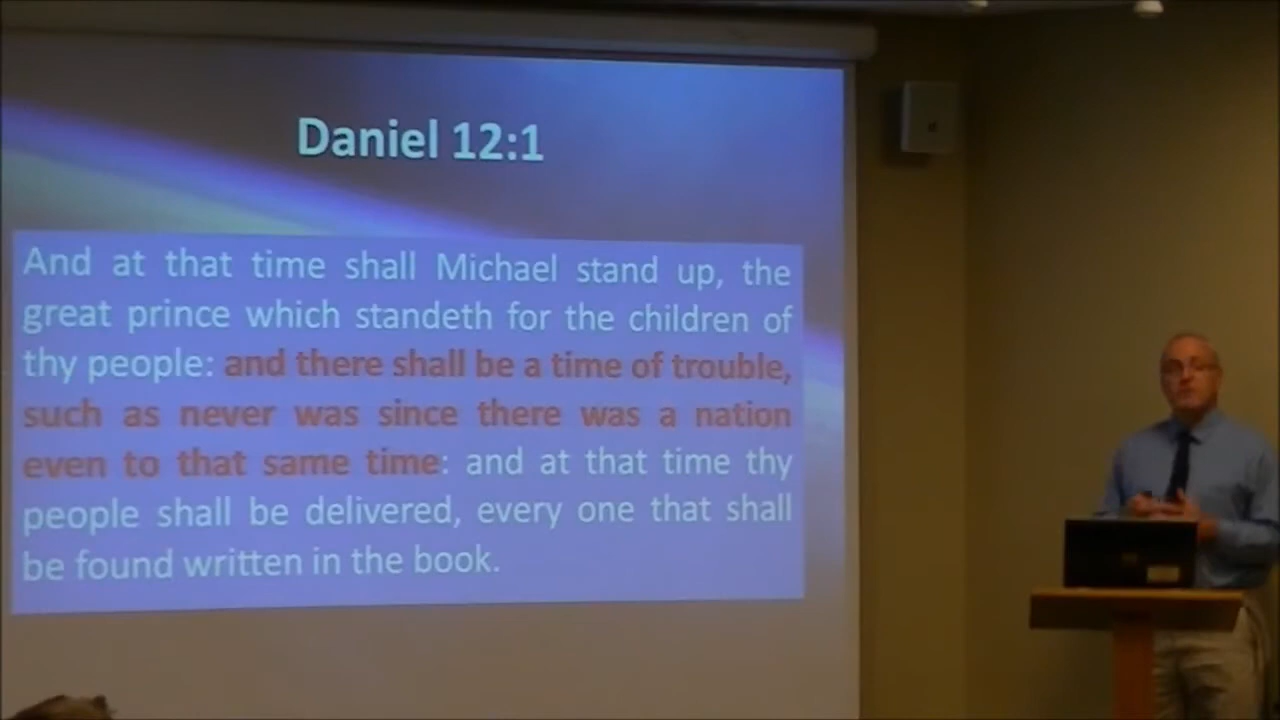 Daniel 12:1
And at that time shall Michael stand up, the
great prince which standeth for the children of
thy people: and there shall be a time of trouble,
such as never was since there was a nation
even to that same time: and at that time thy
people shall be delivered, every one that shall
be found written in the book.